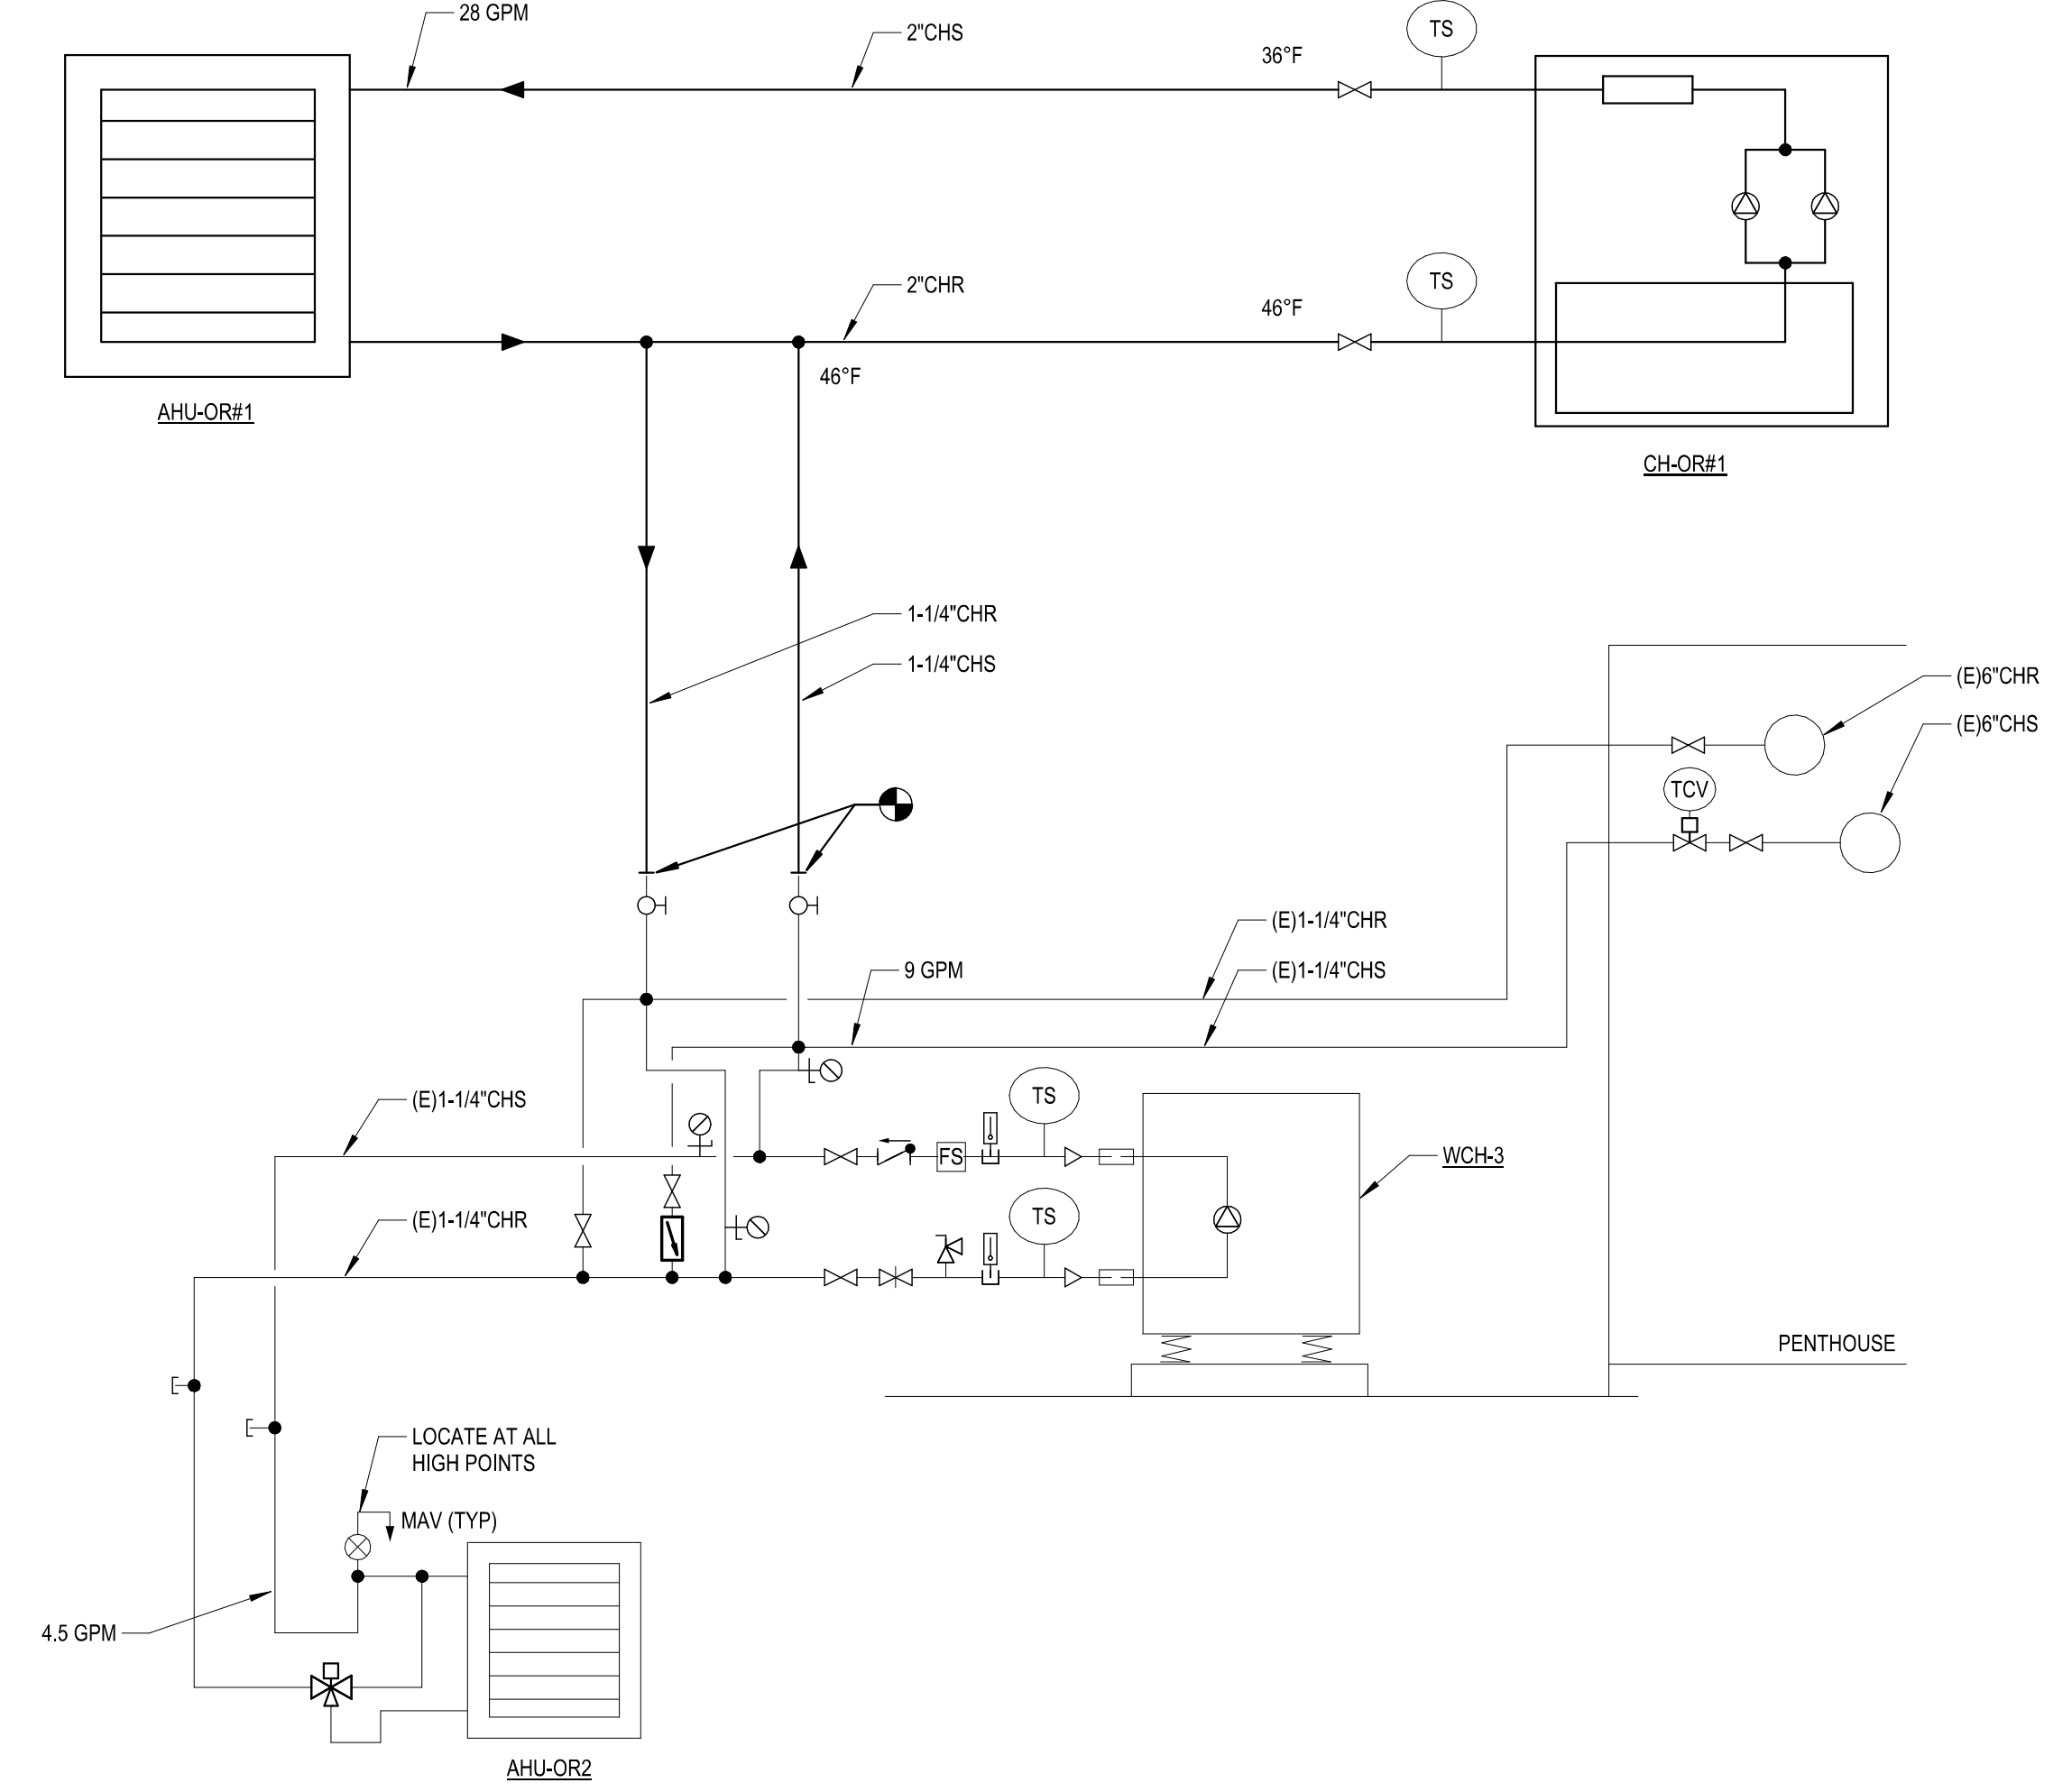 28 GPM
2"CHS
36°F
TS
2"CHR
46°F
TS
46°F
AHU-OR#1
CH-OR#1
1-1/4"CHR
1-1/4"CHS
(E)6"CHR
(E)6"CHS
TCV
(E)1-1/4"CHR
9 GPM
(E)1-1/4"CHS
(E)1-1/4"CHS
TS
FS
WCH-3
(E)1-1/4"CHR
TS
PENTHOUSE
LOCATE AT ALL
HIGH POINTS
MAV (TYP)
4.5 GPM
AHU-OR2